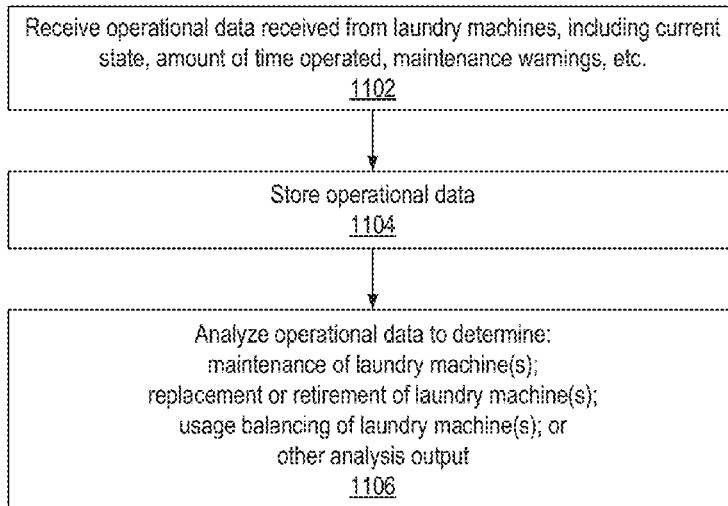 Receive operational data received from laundry machines, including current
state, amount of time operated, maintenance warnings, etc.
1102
Store operational data
1104
Analyze operational data to determine:
maintenance of laundry machine(s);
replacement or retirement of laundry machine(s);
usage balancing of laundry machine(s); or
other analysis output
1106